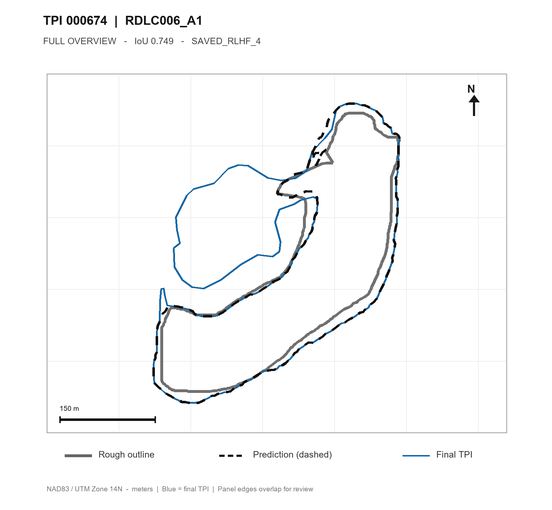 TPI 000674 | RDLC006_A1
FULL OVERVIEW - IoU 0.749 - SAVED_RLHF_4
N
150 m
Rough outline Prediction (dashed) Final TPI
NAD83 / UTM Zone 14N - meters | Blue = final TPI | Panel edges overlap for review